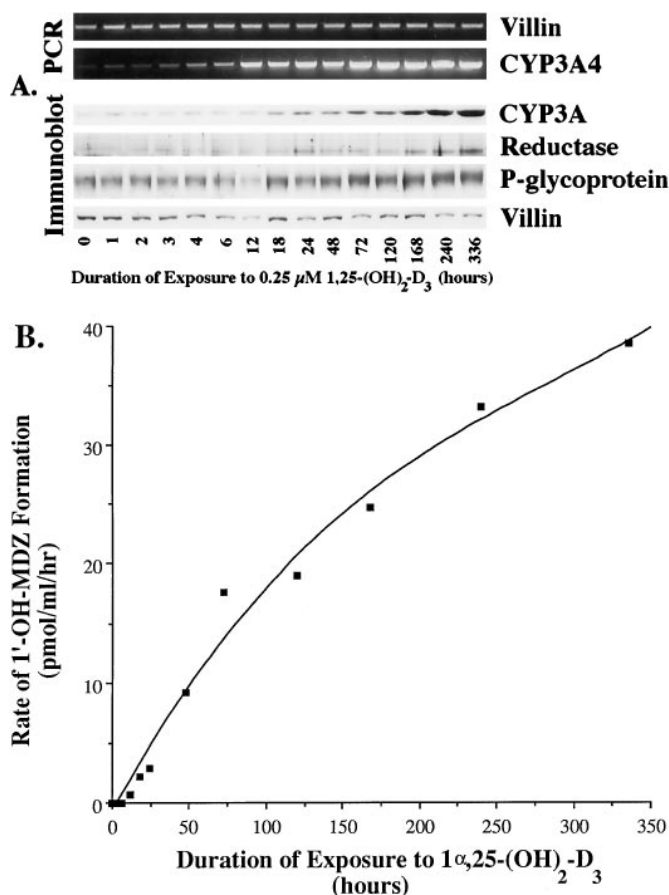 A.
PCR
Villin
CYP3A4
Immunoblot
CYP3A
Reductase
P-glycoprotein
Villin
0 1 2 3 4 6 12 18 24 48 72 120 168 240 336
Duration of Exposure to 0.25 µM 1,25-(OH)2-D3 (hours)
B.
40
30
20
10
0
Rate of 1'-OH-MDZ Formation
(pmol/ml/hr)
0 50 100 150 200 250 300 350
Duration of Exposure to 1α,25-(OH)2-D3
(hours)